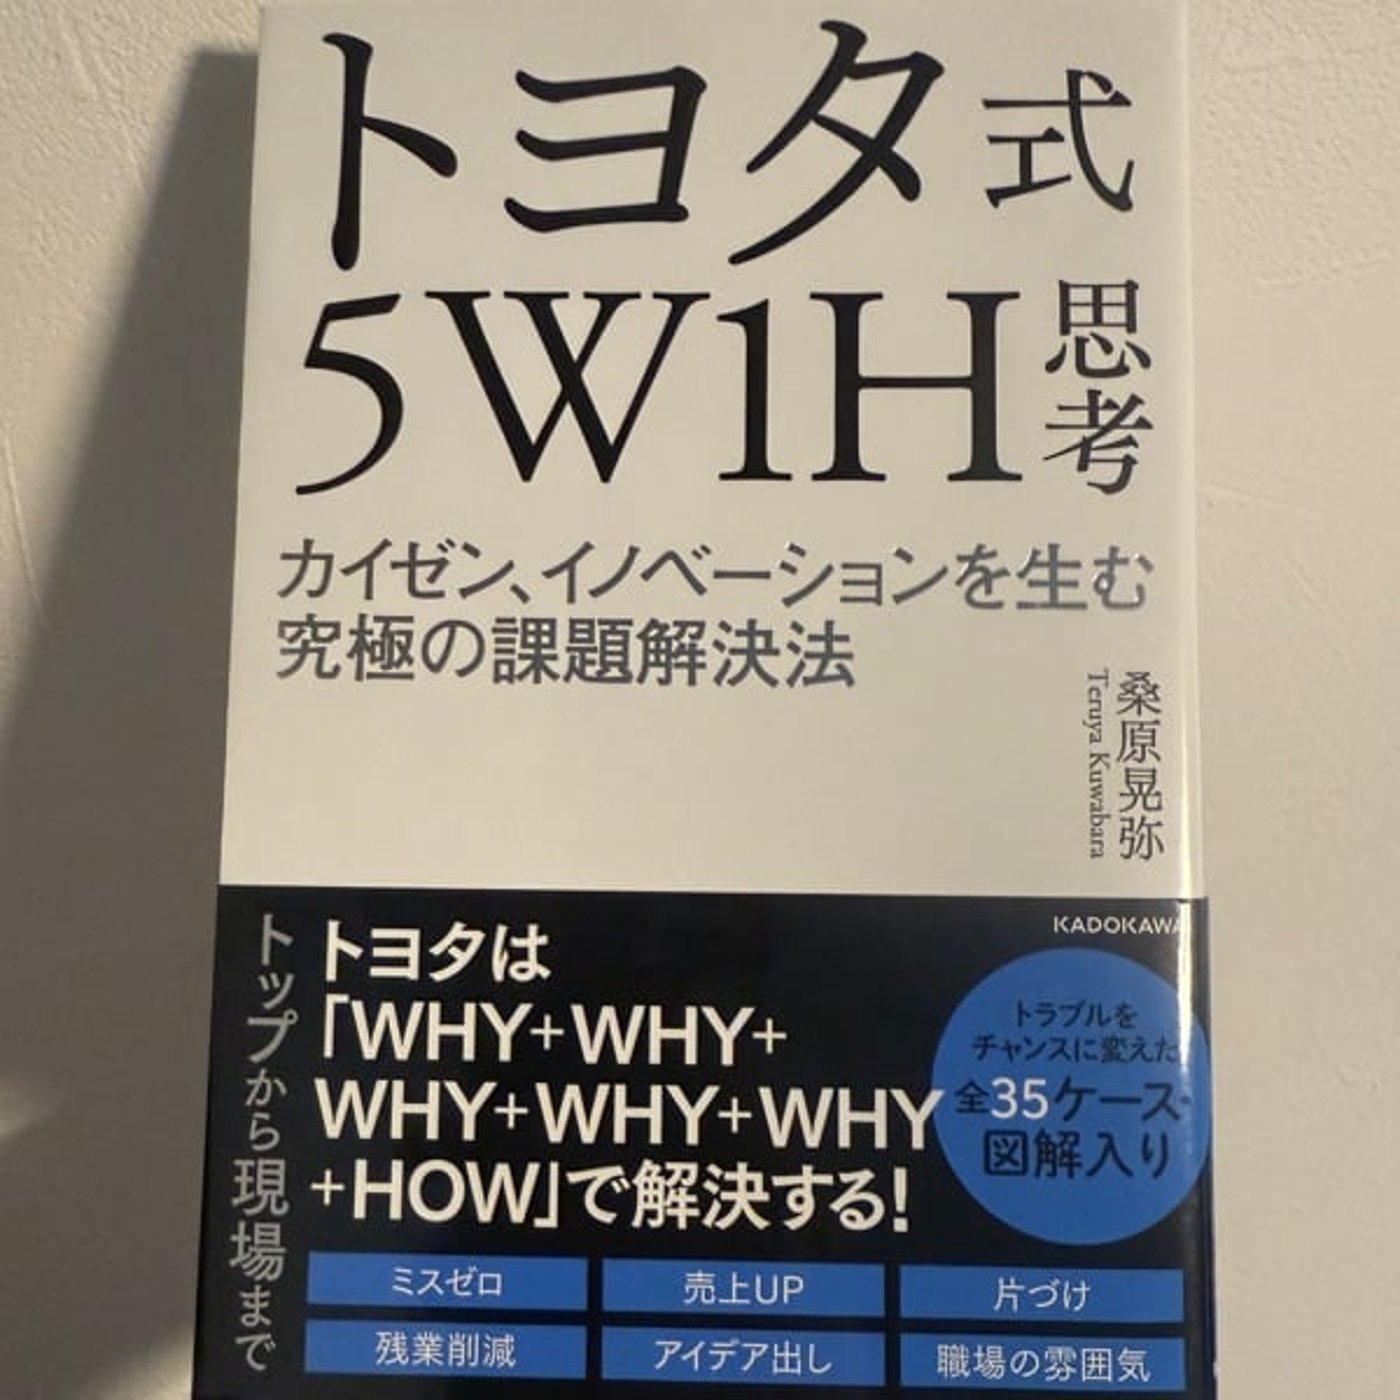 トヨタ式
5W1H思考
カイゼン、イノベーションを生む
究極の課題解決法
桑原晃弥
Teruya Kuwabara
KADOKAWA
トップから現場まで
トヨタは
「WHY+WHY+
WHY+WHY+WHY
+HOW」で解決する!
トラブルを
チャンスに変えた
全35ケース・
図解入り
ミスゼロ
売上UP
片づけ
残業削減
アイデア出し
職場の雰囲気